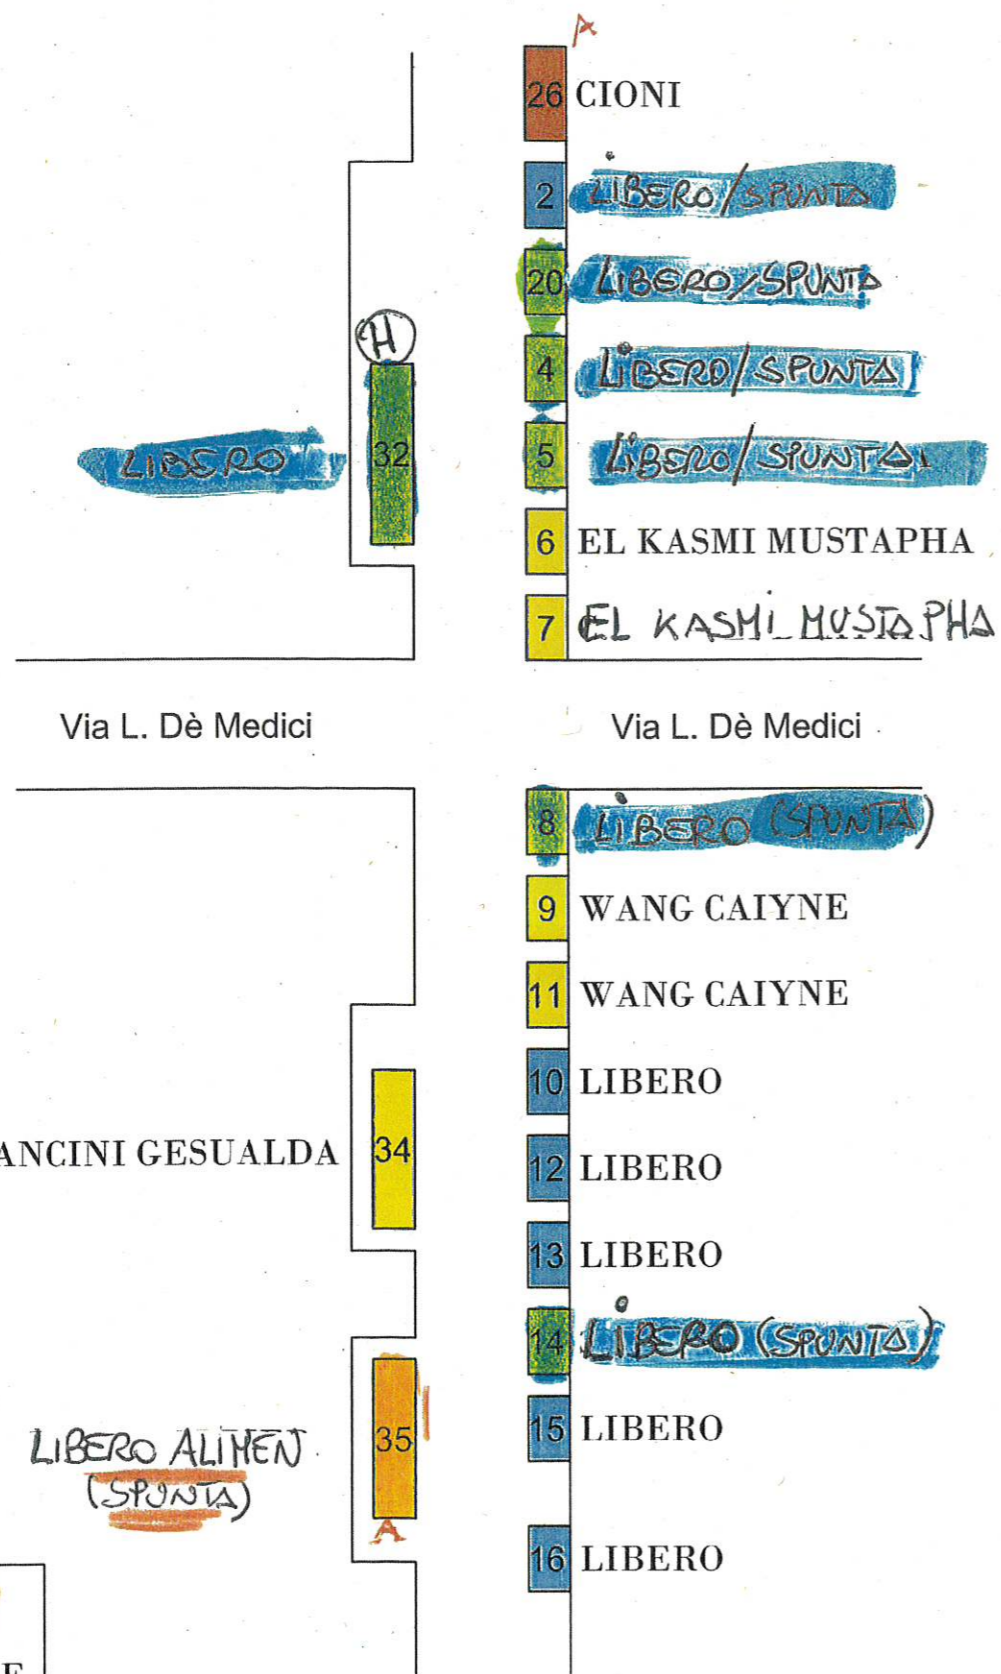 A
26 CIONI
2 LIBERO/SPUNTA
20 LIBERO/SPUNTA
H
4 LIBERO/SPUNTA
LIBERO 32
5 LIBERO/SPUNTA
6 EL KASMI MUSTAPHA
7 EL KASMI MUSTAPHA
Via L. Dè Medici Via L. Dè Medici
8 LIBERO (SPUNTA)
9 WANG CAIYNE
11 WANG CAIYNE
10 LIBERO
ANCINI GESUALDA 34
12 LIBERO
13 LIBERO
14 LIBERO (SPUNTA)
15 LIBERO
LIBERO ALIMEN. 35
(SPUNTA)
A
16 LIBERO